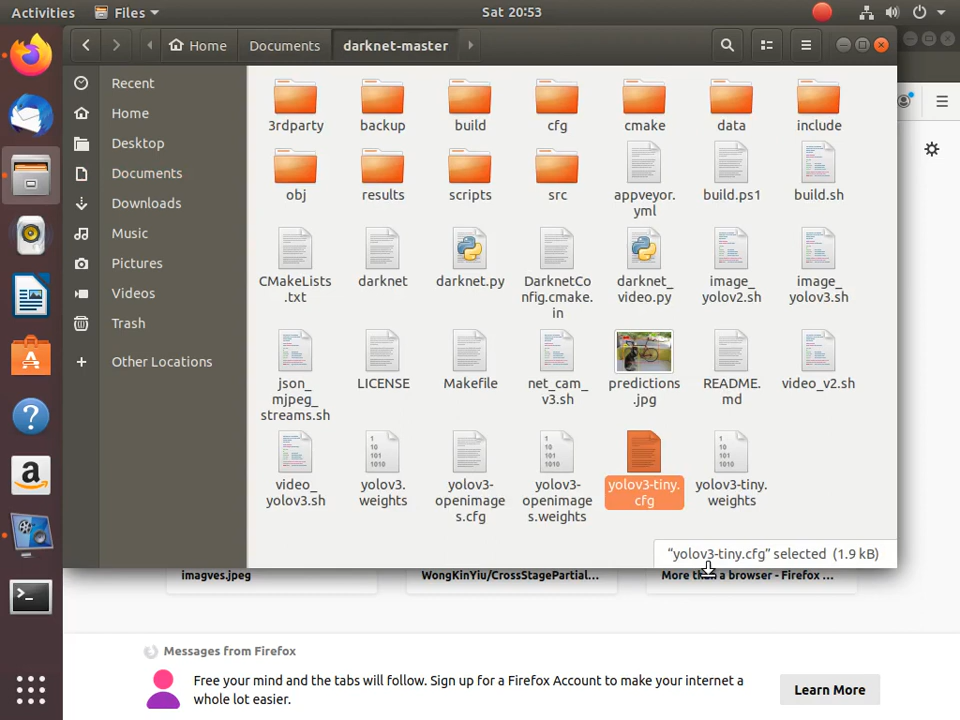 Activities
Files
Sat 20:53
Home
Documents
darknet-master
Recent
Home
Desktop
Documents
Downloads
Music
Pictures
Videos
Trash
Other Locations
3rdparty
backup
build
cfg
cmake
data
include
obj
results
scripts
src
appveyor.
yml
build.ps1
build.sh
CMakeLists
.txt
darknet
darknet.py
DarknetCo
nfig.cmake.
in
darknet_
video.py
image_
yolov2.sh
image_
yolov3.sh
json_
mjpeg_
streams.sh
LICENSE
Makefile
net_cam_
v3.sh
predictions
.jpg
README.
md
video_v2.sh
video_
yolov3.sh
yolov3.
weights
yolov3-
openimage
s.cfg
yolov3-
openimage
s.weights
yolov3-tiny.
cfg
yolov3-tiny.
weights
“yolov3-tiny.cfg” selected (1.9 kB)
imagves.jpeg
WongKinYiu/CrossStagePartial...
More than a browser - Firefox ...
Messages from Firefox
Free your mind and the tabs will follow. Sign up for a Firefox Account to make your internet a
whole lot easier.
Learn More